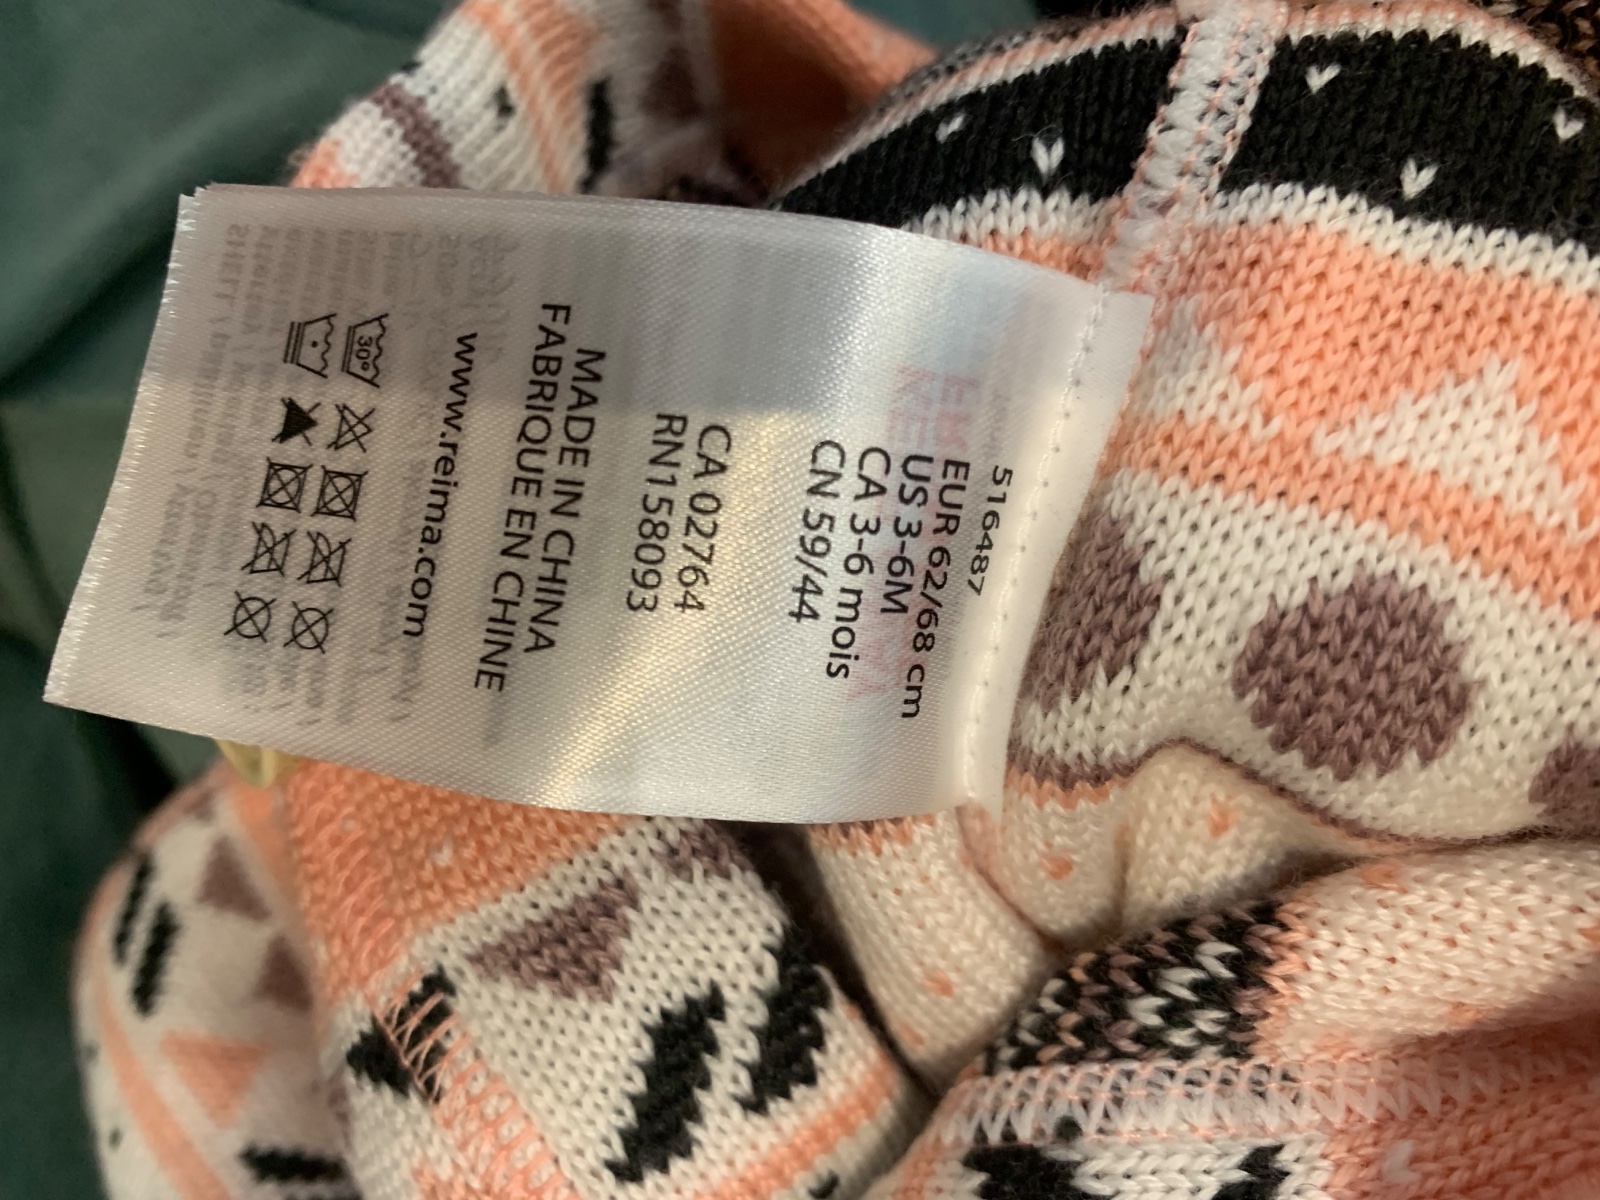 516487
EUR 62/68 cm
US 3-6M
CA 3-6 mois
CN 59/44
CA 02764
RN158093
MADE IN CHINA
FABRIQUE EN CHINE
www.reima.com
30°